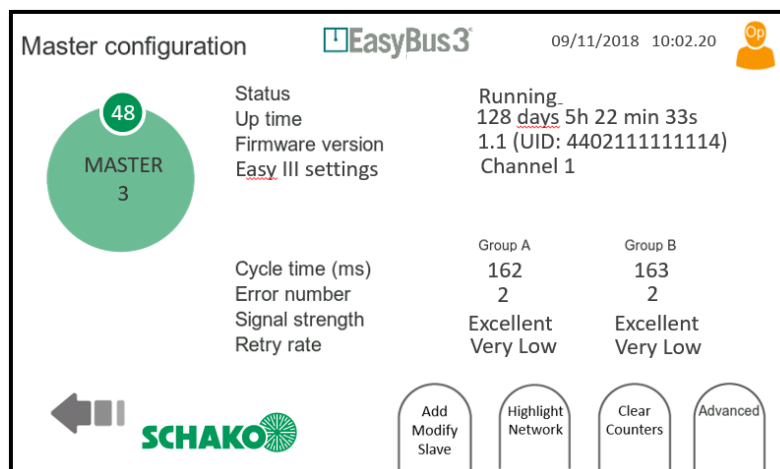 Master configuration
EasyBus3
09/11/2018 10:02.20
Op
48
MASTER
3
Status Running
Up time 128 days 5h 22 min 33s
Firmware version 1.1 (UID: 4402111111114)
Easy III settings Channel 1
Group A Group B
Cycle time (ms) 162 163
Error number 2 2
Signal strength Excellent Excellent
Retry rate Very Low Very Low
SCHAKO
Add
Modify
Slave
Highlight
Network
Clear
Counters
Advanced